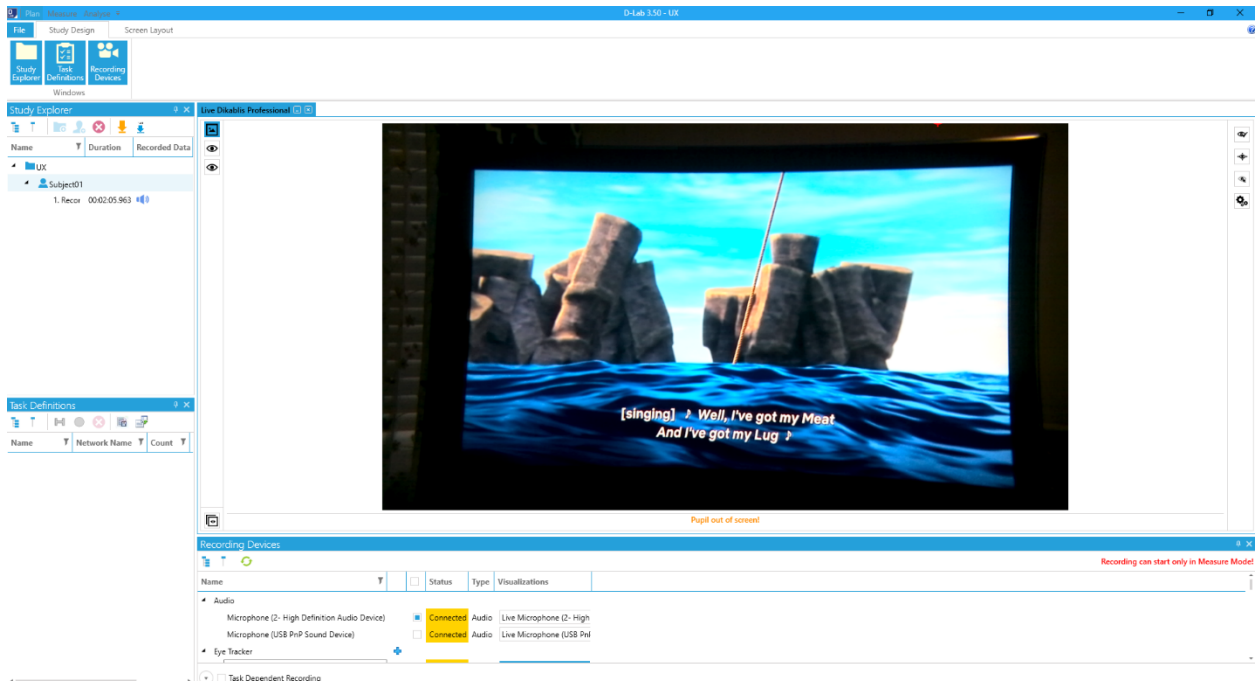 Plan Measure Analyze
D-Lab 3.50 - UX
File Study Design Screen Layout
Study Explorer
Task Definitions
Recording Devices
Windows
Study Explorer
Name Duration Recorded Data
UX
Subject01
1. Recor 00:02:05.963
Task Definitions
Name Network Name Count
Live Dikablis Professional
[singing] ♪ Well, I've got my Meat
And I've got my Lug ♪
Pupil out of screen!
Recording Devices
Recording can start only in Measure Mode!
Name Status Type Visualizations
Audio
Microphone (2- High Definition Audio Device) Connected Audio Live Microphone (2- High
Microphone (USB PnP Sound Device) Connected Audio Live Microphone (USB PnP
Eye Tracker
Task Dependent Recording